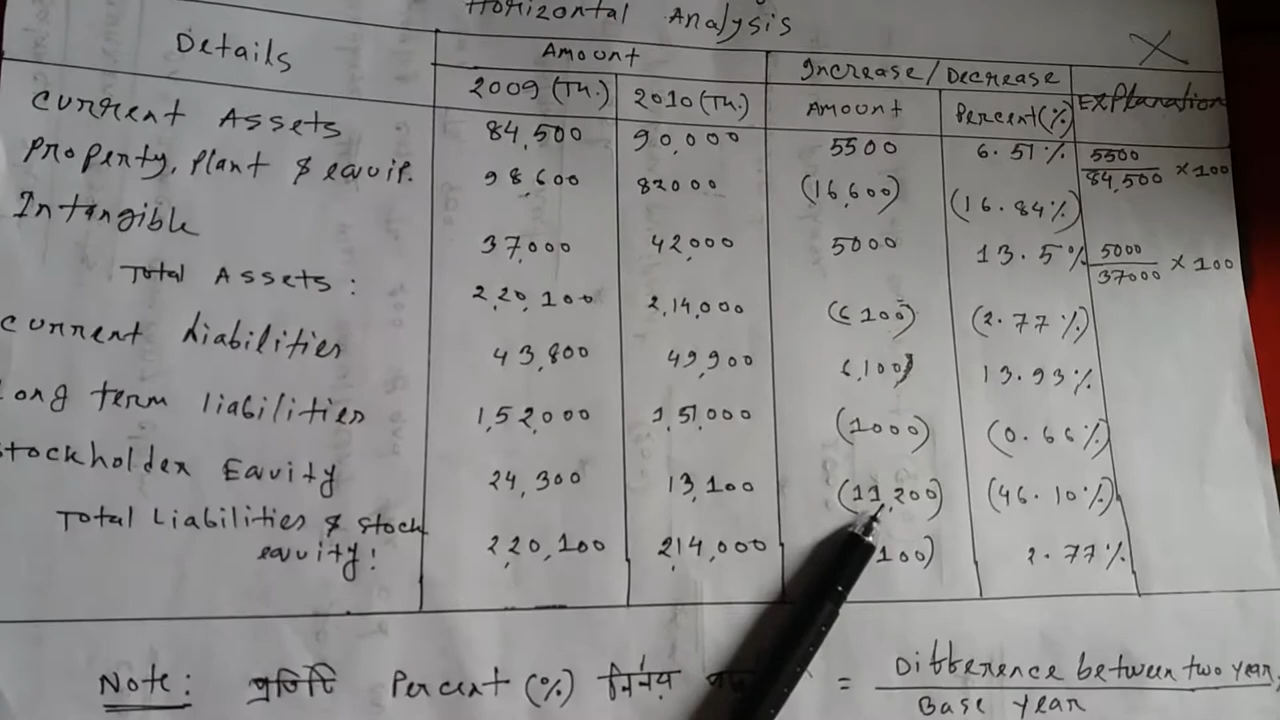 Horizontal Analysis
Details Amount Increase/Decrease Explanation
2009 (Th.) 2010 (Th.) Amount Percent (%)
Current Assets 84,500 90,000 5500 6.51% 5500/84,500 × 100
Property, Plant & equip. 98,600 82000 (16,600) (16.84%)
Intangible 37,000 42,000 5000 13.5% 5000/37000 × 100
Total Assets: 2,20,100 2,14,000 (6100) (2.77%)
Current Liabilities 43,800 49,900 6,100) 13.93%
Long term liabilities 1,52,000 1,51,000 (1000) (0.66%)
Stockholder Equity 24,300 13,100 (11,200) (46.10%)
Total Liabilities & Stock
equity: 2,20,100 214,000 100) 2.77%
Note: প্রতিটি Percent (%) নির্নয় = Difference between two year
Base year